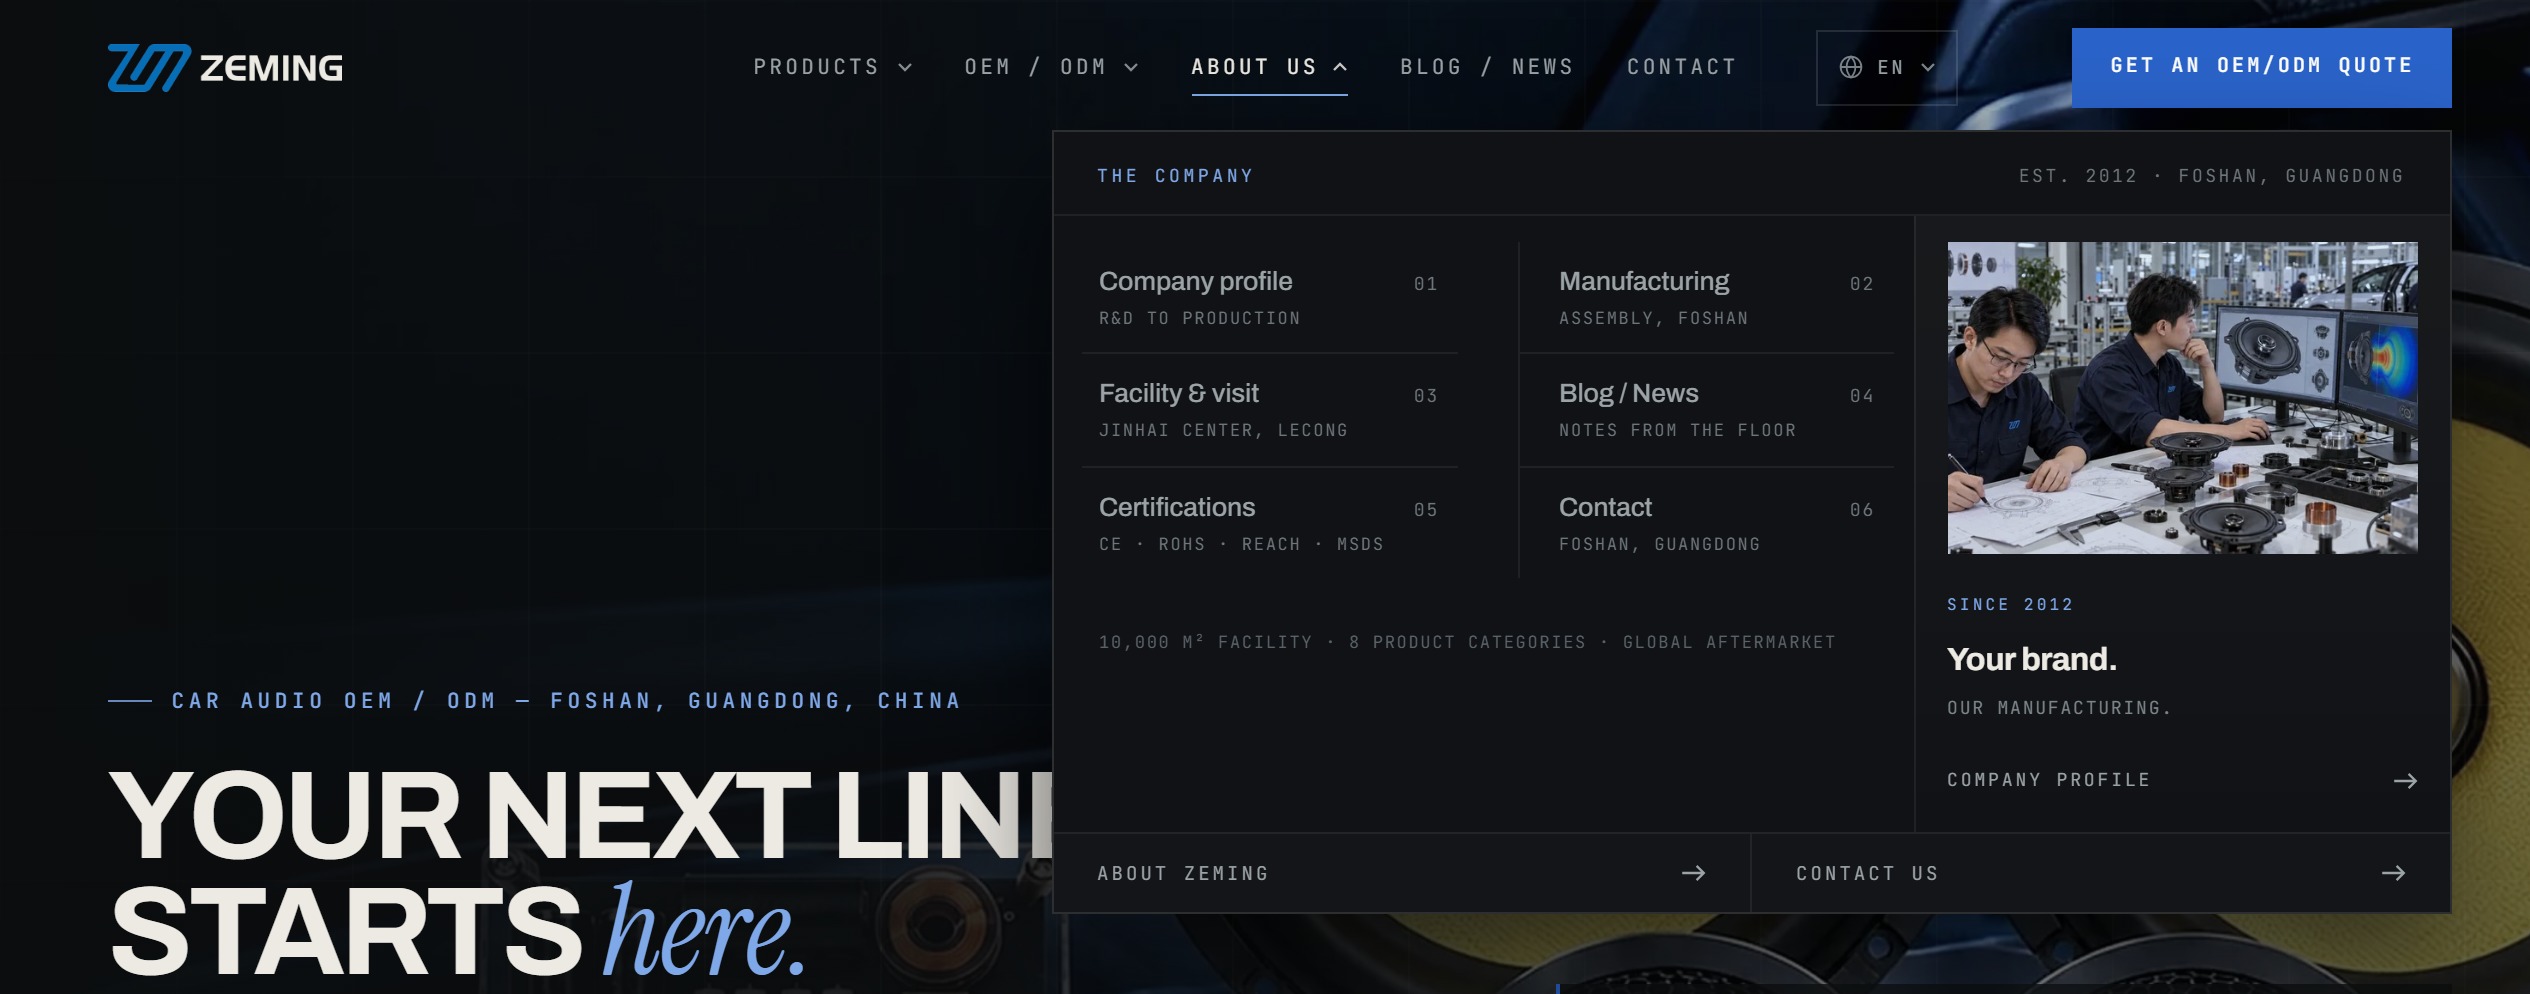 ZEMING
PRODUCTS
OEM / ODM
ABOUT US
BLOG / NEWS
CONTACT
EN
GET AN OEM/ODM QUOTE
THE COMPANY
EST. 2012 · FOSHAN, GUANGDONG
Company profile 01
R&D TO PRODUCTION
Manufacturing 02
ASSEMBLY, FOSHAN
Facility & visit 03
JINHAI CENTER, LECONG
Blog / News 04
NOTES FROM THE FLOOR
Certifications 05
CE · ROHS · REACH · MSDS
Contact 06
FOSHAN, GUANGDONG
10,000 M² FACILITY · 8 PRODUCT CATEGORIES · GLOBAL AFTERMARKET
SINCE 2012
Your brand.
OUR MANUFACTURING.
COMPANY PROFILE
ABOUT ZEMING
CONTACT US
CAR AUDIO OEM / ODM — FOSHAN, GUANGDONG, CHINA
YOUR NEXT
STARTS here.